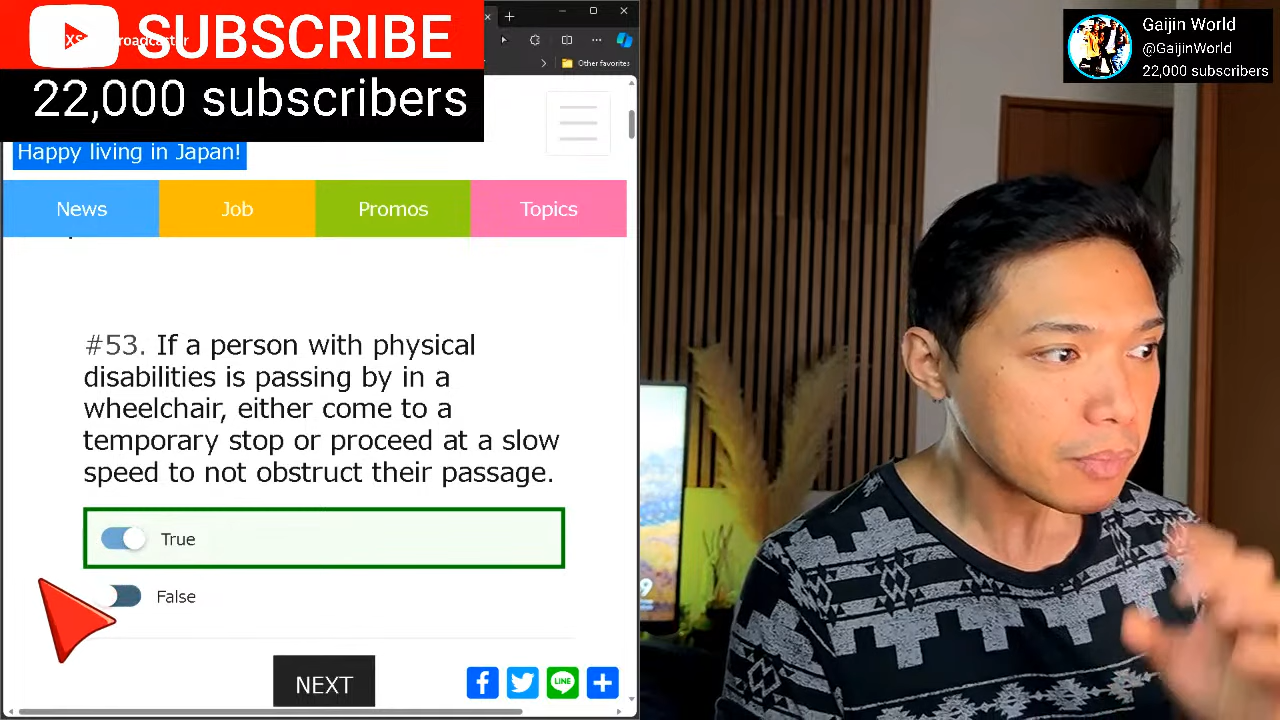 SUBSCRIBE
22,000 subscribers
Gaijin World
@GaijinWorld
22,000 subscribers
Other favorites
Happy living in Japan!
News
Job
Promos
Topics
#53. If a person with physical
disabilities is passing by in a
wheelchair, either come to a
temporary stop or proceed at a slow
speed to not obstruct their passage.
True
False
NEXT
LINE